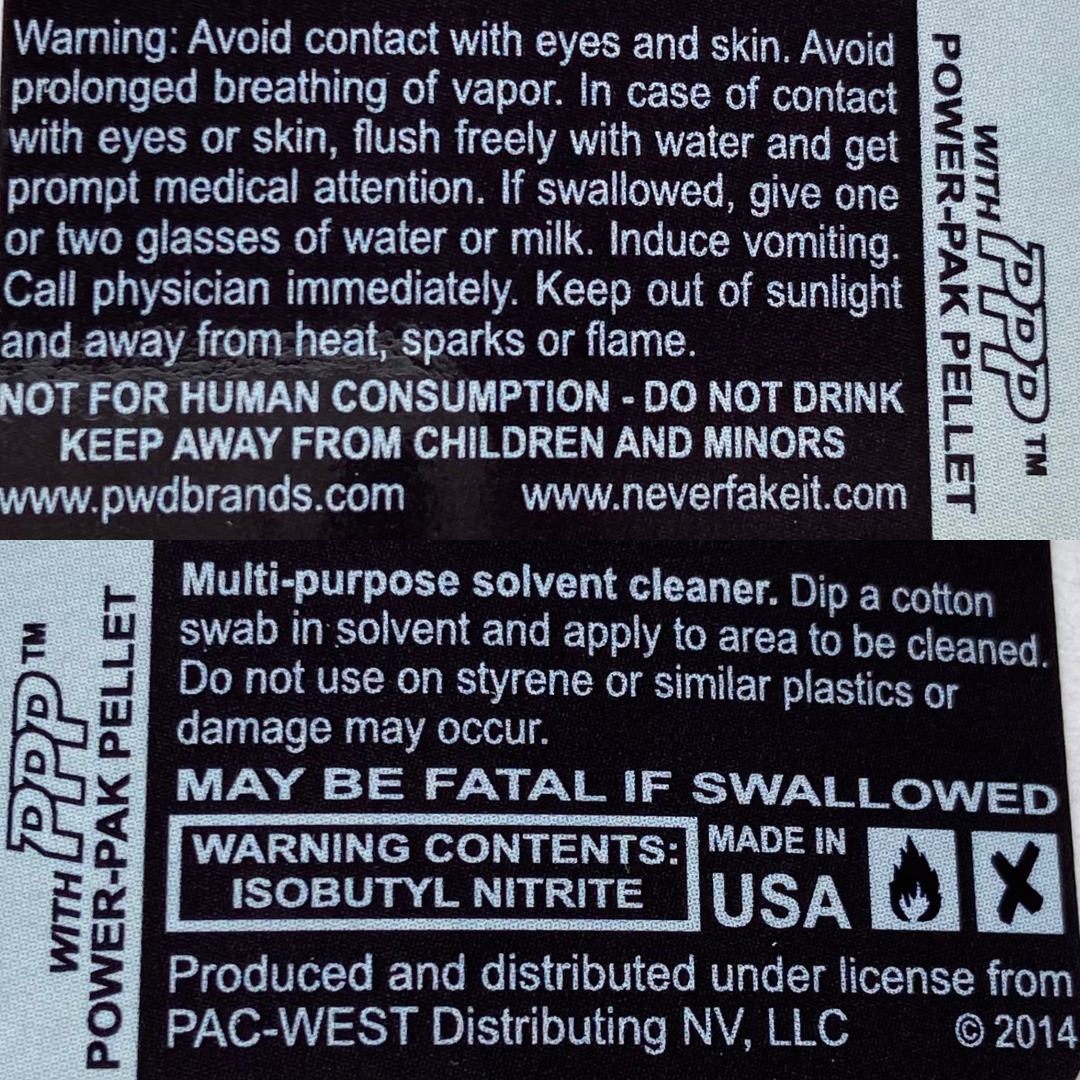 Warning: Avoid contact with eyes and skin. Avoid
prolonged breathing of vapor. In case of contact
with eyes or skin, flush freely with water and get
prompt medical attention. If swallowed, give one
or two glasses of water or milk. Induce vomiting.
Call physician immediately. Keep out of sunlight
and away from heat, sparks or flame.
NOT FOR HUMAN CONSUMPTION - DO NOT DRINK
KEEP AWAY FROM CHILDREN AND MINORS
www.pwdbrands.com www.neverfakeit.com
WITH PPP™
POWER-PAK PELLET
WITH PPP™
POWER-PAK PELLET
Multi-purpose solvent cleaner. Dip a cotton
swab in solvent and apply to area to be cleaned.
Do not use on styrene or similar plastics or
damage may occur.
MAY BE FATAL IF SWALLOWED
WARNING CONTENTS:
ISOBUTYL NITRITE
MADE IN
USA
Produced and distributed under license from
PAC-WEST Distributing NV, LLC © 2014